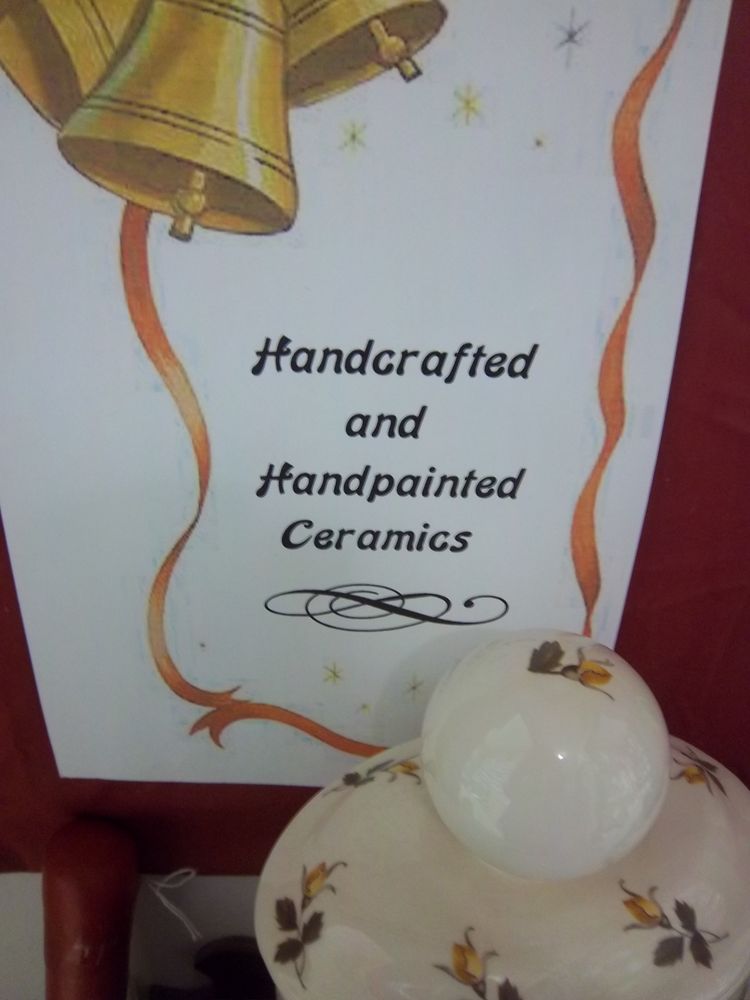 Handcrafted
and
Handpainted
Ceramics